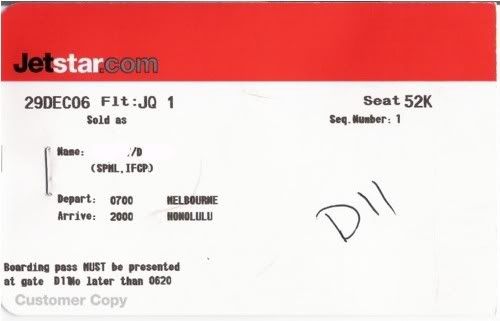 Jetstar.com
29DEC06 Flt:JQ 1 Seat 52K
Sold as Seq.Number: 1
Name: /D
(SPML,IFCP)
Depart: 0700 MELBOURNE
Arrive: 2000 HONOLULU
D11
Boarding pass MUST be presented
at gate D11No later than 0620
Customer Copy